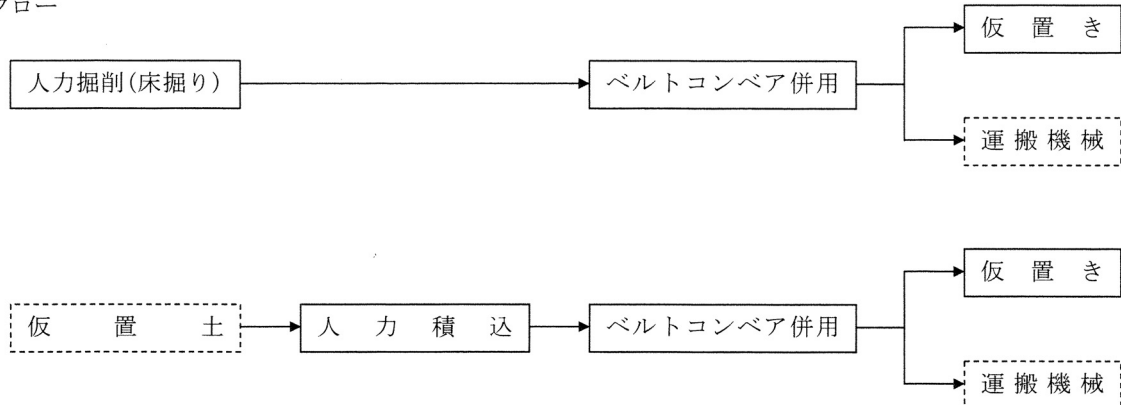 フロー
仮置き
人力掘削(床掘り)
ベルトコンベア併用
運搬機械
仮置き
仮置土
人力積込
ベルトコンベア併用
運搬機械